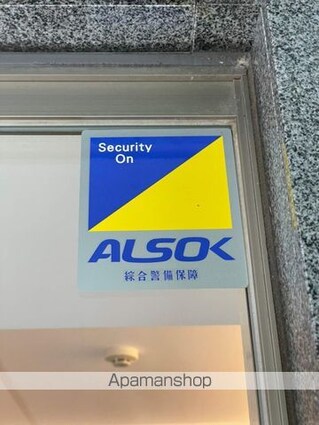 Security
On
ALSOK
綜合警備保障
Apamanshop